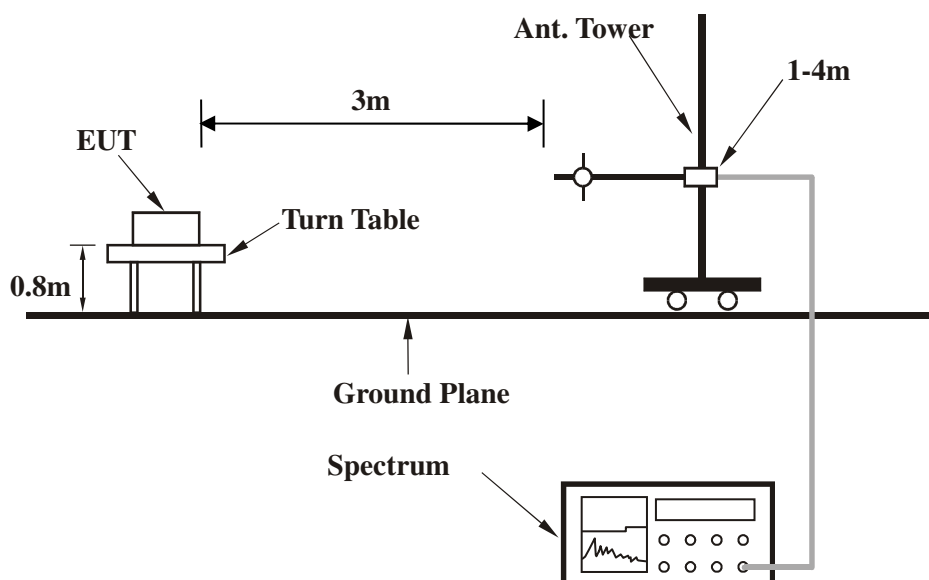 Ant. Tower
1-4m
3m
EUT
Turn Table
0.8m
Ground Plane
Spectrum